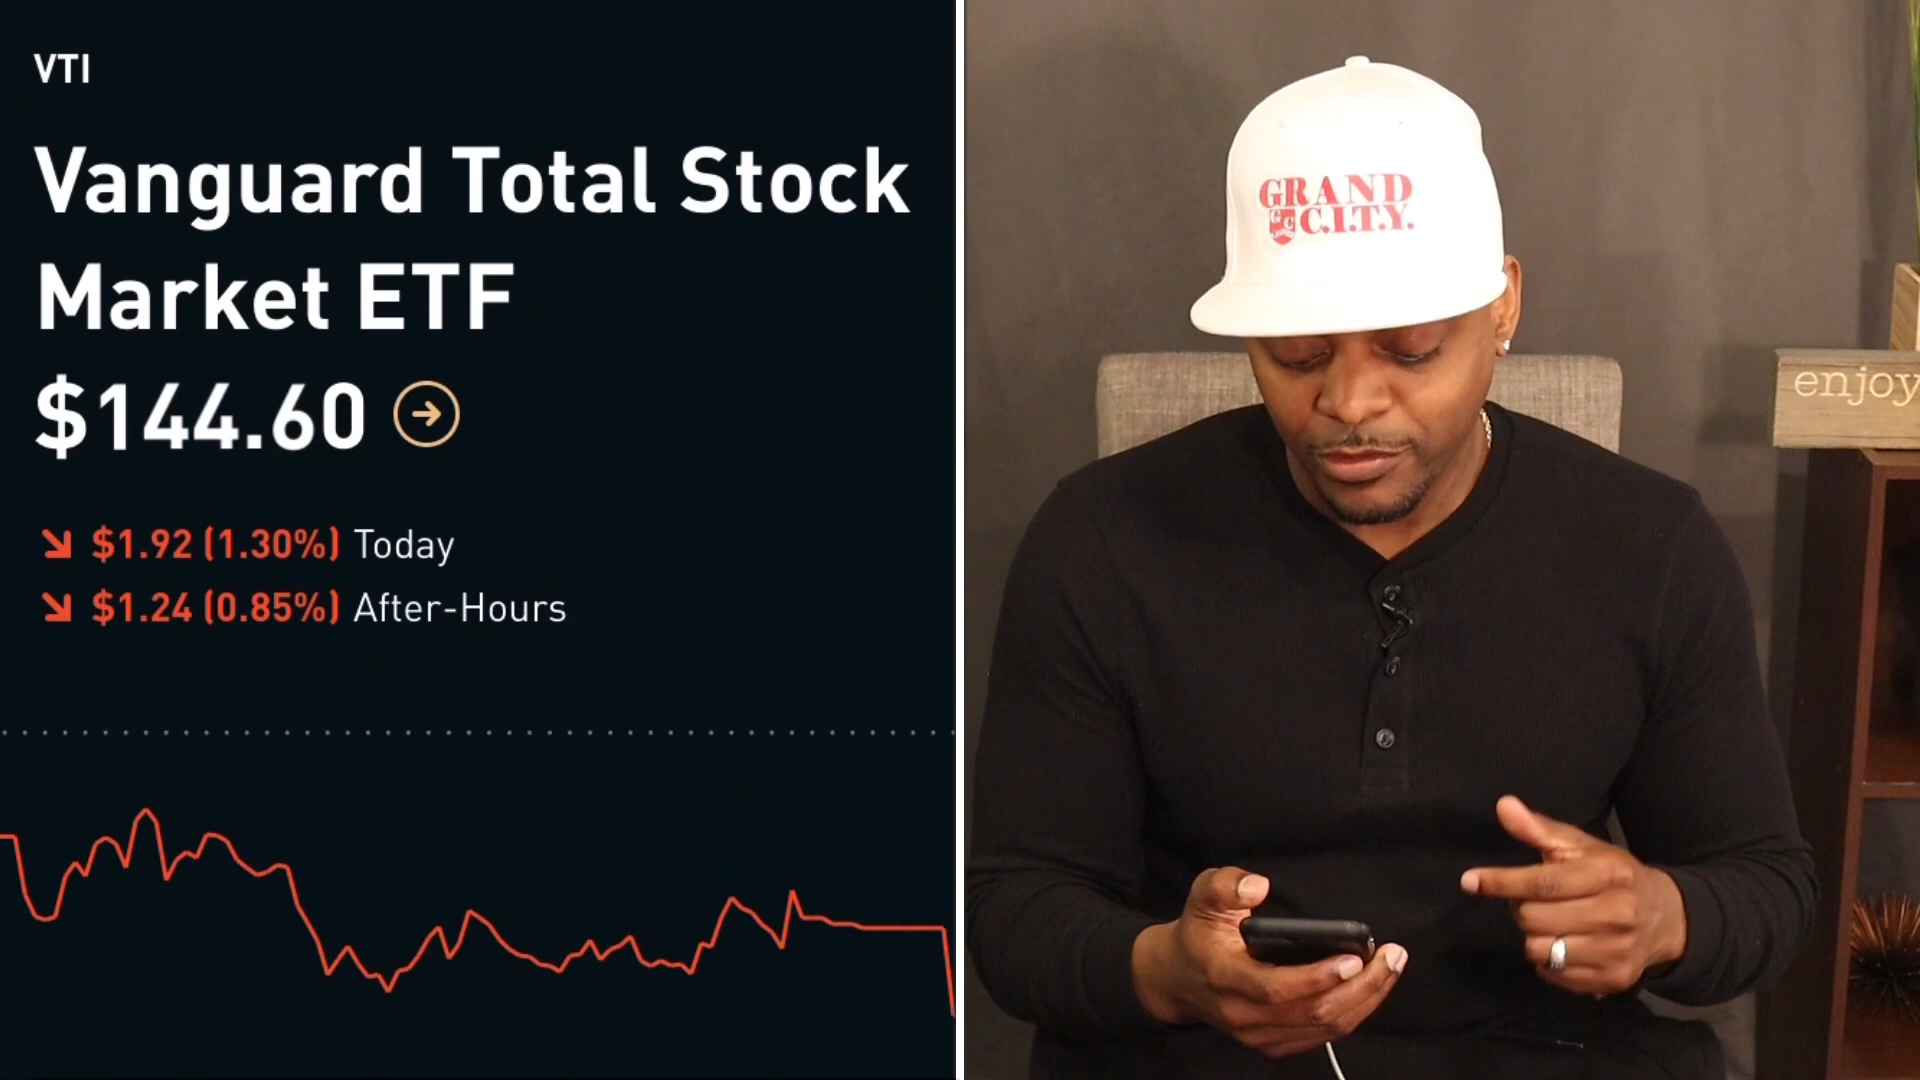 VTI
Vanguard Total Stock
Market ETF
$144.60
$1.92 (1.30%) Today
$1.24 (0.85%) After-Hours
GRAND
C.I.T.Y.
GC
enjoy